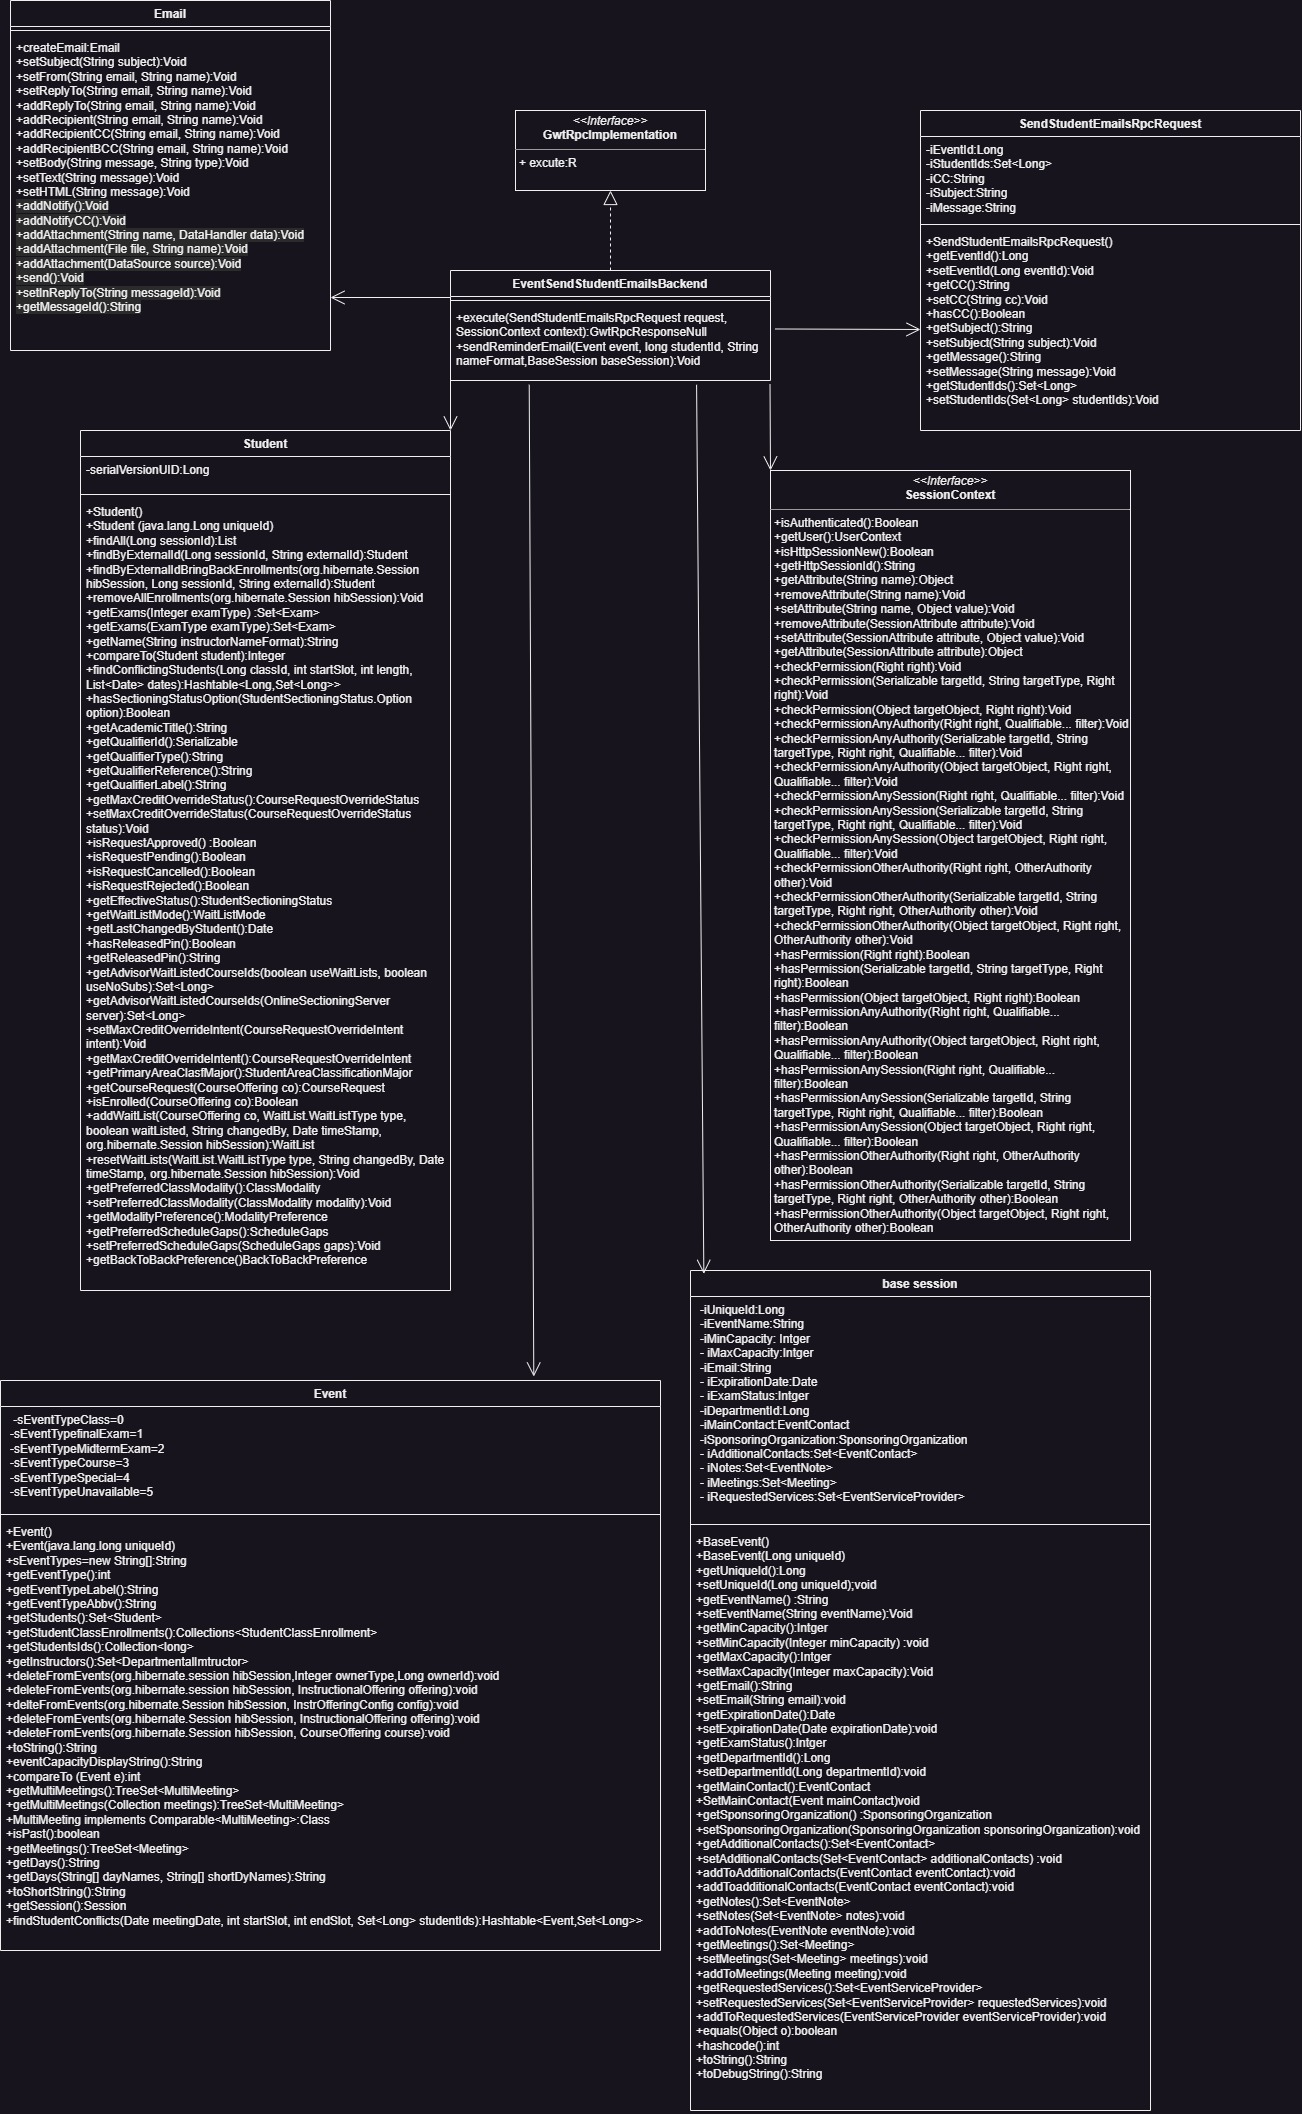 Email
+createEmail:Email
+setSubject(String subject):Void
+setFrom(String email, String name):Void
+setReplyTo(String email, String name):Void
+addReplyTo(String email, String name):Void
+addRecipient(String email, String name):Void
+addRecipientCC(String email, String name):Void
+addRecipientBCC(String email, String name):Void
+setBody(String message, String type):Void
+setText(String message):Void
+setHTML(String message):Void
+addNotify():Void
+addNotifyCC():Void
+addAttachment(String name, DataHandler data):Void
+addAttachment(File file, String name):Void
+addAttachment(DataSource source):Void
+send():Void
+setInReplyTo(String messageId):Void
+getMessageId():String
<<Interface>>
GwtRpcImplementation
+ excute:R
SendStudentEmailsRpcRequest
-iEventId:Long
-iStudentIds:Set<Long>
-iCC:String
-iSubject:String
-iMessage:String
+SendStudentEmailsRpcRequest()
+getEventId():Long
+setEventId(Long eventId):Void
+getCC():String
+setCC(String cc):Void
+hasCC():Boolean
+getSubject():String
+setSubject(String subject):Void
+getMessage():String
+setMessage(String message):Void
+getStudentIds():Set<Long>
+setStudentIds(Set<Long> studentIds):Void
EventSendStudentEmailsBackend
+execute(SendStudentEmailsRpcRequest request,
SessionContext context):GwtRpcResponseNull
+sendReminderEmail(Event event, long studentId, String
nameFormat,BaseSession baseSession):Void
Student
-serialVersionUID:Long
+Student()
+Student (java.lang.Long uniqueId)
+findAll(Long sessionId):List
+findByExternalId(Long sessionId, String externalId):Student
+findByExternalIdBringBackEnrollments(org.hibernate.Session
hibSession, Long sessionId, String externalId):Student
+removeAllEnrollments(org.hibernate.Session hibSession):Void
+getExams(Integer examType) :Set<Exam>
+getExams(ExamType examType):Set<Exam>
+getName(String instructorNameFormat):String
+compareTo(Student student):Integer
+findConflictingStudents(Long classId, int startSlot, int length,
List<Date> dates):Hashtable<Long,Set<Long>>
+hasSectioningStatusOption(StudentSectioningStatus.Option
option):Boolean
+getAcademicTitle():String
+getQualifierId():Serializable
+getQualifierType():String
+getQualifierReference():String
+getQualifierLabel():String
+getMaxCreditOverrideStatus():CourseRequestOverrideStatus
+setMaxCreditOverrideStatus(CourseRequestOverrideStatus
status):Void
+isRequestApproved() :Boolean
+isRequestPending():Boolean
+isRequestCancelled():Boolean
+isRequestRejected():Boolean
+getEffectiveStatus():StudentSectioningStatus
+getWaitListMode():WaitListMode
+getLastChangedByStudent():Date
+hasReleasedPin():Boolean
+getReleasedPin():String
+getAdvisorWaitListedCourseIds(boolean useWaitLists, boolean
useNoSubs):Set<Long>
+getAdvisorWaitListedCourseIds(OnlineSectioningServer
server):Set<Long>
+setMaxCreditOverrideIntent(CourseRequestOverrideIntent
intent):Void
+getMaxCreditOverrideIntent():CourseRequestOverrideIntent
+getPrimaryAreaClasfMajor():StudentAreaClassificationMajor
+getCourseRequest(CourseOffering co):CourseRequest
+isEnrolled(CourseOffering co):Boolean
+addWaitList(CourseOffering co, WaitList.WaitListType type,
boolean waitListed, String changedBy, Date timeStamp,
org.hibernate.Session hibSession):WaitList
+resetWaitLists(WaitList.WaitListType type, String changedBy, Date
timeStamp, org.hibernate.Session hibSession):Void
+getPreferredClassModality():ClassModality
+setPreferredClassModality(ClassModality modality):Void
+getModalityPreference():ModalityPreference
+getPreferredScheduleGaps():ScheduleGaps
+setPreferredScheduleGaps(ScheduleGaps gaps):Void
+getBackToBackPreference()BackToBackPreference
<<Interface>>
SessionContext
+isAuthenticated():Boolean
+getUser():UserContext
+isHttpSessionNew():Boolean
+getHttpSessionId():String
+getAttribute(String name):Object
+removeAttribute(String name):Void
+setAttribute(String name, Object value):Void
+removeAttribute(SessionAttribute attribute):Void
+setAttribute(SessionAttribute attribute, Object value):Void
+getAttribute(SessionAttribute attribute):Object
+checkPermission(Right right):Void
+checkPermission(Serializable targetId, String targetType, Right
right):Void
+checkPermission(Object targetObject, Right right):Void
+checkPermissionAnyAuthority(Right right, Qualifiable... filter):Void
+checkPermissionAnyAuthority(Serializable targetId, String
targetType, Right right, Qualifiable... filter):Void
+checkPermissionAnyAuthority(Object targetObject, Right right,
Qualifiable... filter):Void
+checkPermissionAnySession(Right right, Qualifiable... filter):Void
+checkPermissionAnySession(Serializable targetId, String
targetType, Right right, Qualifiable... filter):Void
+checkPermissionAnySession(Object targetObject, Right right,
Qualifiable... filter):Void
+checkPermissionOtherAuthority(Right right, OtherAuthority
other):Void
+checkPermissionOtherAuthority(Serializable targetId, String
targetType, Right right, OtherAuthority other):Void
+checkPermissionOtherAuthority(Object targetObject, Right right,
OtherAuthority other):Void
+hasPermission(Right right):Boolean
+hasPermission(Serializable targetId, String targetType, Right
right):Boolean
+hasPermission(Object targetObject, Right right):Boolean
+hasPermissionAnyAuthority(Right right, Qualifiable...
filter):Boolean
+hasPermissionAnyAuthority(Object targetObject, Right right,
Qualifiable... filter):Boolean
+hasPermissionAnySession(Right right, Qualifiable...
filter):Boolean
+hasPermissionAnySession(Serializable targetId, String
targetType, Right right, Qualifiable... filter):Boolean
+hasPermissionAnySession(Object targetObject, Right right,
Qualifiable... filter):Boolean
+hasPermissionOtherAuthority(Right right, OtherAuthority
other):Boolean
+hasPermissionOtherAuthority(Serializable targetId, String
targetType, Right right, OtherAuthority other):Boolean
+hasPermissionOtherAuthority(Object targetObject, Right right,
OtherAuthority other):Boolean
Event
-sEventTypeClass=0
-sEventTypefinalExam=1
-sEventTypeMidtermExam=2
-sEventTypeCourse=3
-sEventTypeSpecial=4
-sEventTypeUnavailable=5
+Event()
+Event(java.lang.long uniqueId)
+sEventTypes=new String[]:String
+getEventType():int
+getEventTypeLabel():String
+getEventTypeAbbv():String
+getStudents():Set<Student>
+getStudentClassEnrollments():Collections<StudentClassEnrollment>
+getStudentsIds():Collection<long>
+getInstructors():Set<DepartmentalImtructor>
+deleteFromEvents(org.hibernate.session hibSession,Integer ownerType,Long ownerId):void
+deleteFromEvents(org.hibernate.session hibSession, InstructionalOffering offering):void
+delteFromEvents(org.hibernate.Session hibSession, InstrOfferingConfig config):void
+deleteFromEvents(org.hibernate.Session hibSession, InstructionalOffering offering):void
+deleteFromEvents(org.hibernate.Session hibSession, CourseOffering course):void
+toString():String
+eventCapacityDisplayString():String
+compareTo (Event e):int
+getMultiMeetings():TreeSet<MultiMeeting>
+getMultiMeetings(Collection meetings):TreeSet<MultiMeeting>
+MultiMeeting implements Comparable<MultiMeeting>:Class
+isPast():boolean
+getMeetings():TreeSet<Meeting>
+getDays():String
+getDays(String[] dayNames, String[] shortDyNames):String
+toShortString():String
+getSession():Session
+findStudentConflicts(Date meetingDate, int startSlot, int endSlot, Set<Long> studentIds):Hashtable<Event,Set<Long>>
base session
-iUniqueId:Long
-iEventName:String
-iMinCapacity: Intger
- iMaxCapacity:Intger
-iEmail:String
- iExpirationDate:Date
- iExamStatus:Intger
-iDepartmentId:Long
-iMainContact:EventContact
-iSponsoringOrganization:SponsoringOrganization
- iAdditionalContacts:Set<EventContact>
- iNotes:Set<EventNote>
- iMeetings:Set<Meeting>
- iRequestedServices:Set<EventServiceProvider>
+BaseEvent()
+BaseEvent(Long uniqueId)
+getUniqueId():Long
+setUniqueId(Long uniqueId);void
+getEventName() :String
+setEventName(String eventName):Void
+getMinCapacity():Intger
+setMinCapacity(Integer minCapacity) :void
+getMaxCapacity():Intger
+setMaxCapacity(Integer maxCapacity):Void
+getEmail():String
+setEmail(String email):void
+getExpirationDate():Date
+setExpirationDate(Date expirationDate):void
+getExamStatus():Intger
+getDepartmentId():Long
+setDepartmentId(Long departmentId):void
+getMainContact():EventContact
+SetMainContact(Event mainContact)void
+getSponsoringOrganization() :SponsoringOrganization
+setSponsoringOrganization(SponsoringOrganization sponsoringOrganization):void
+getAdditionalContacts():Set<EventContact>
+setAdditionalContacts(Set<EventContact> additionalContacts) :void
+addToAdditionalContacts(EventContact eventContact):void
+addToadditionalContacts(EventContact eventContact):void
+getNotes():Set<EventNote>
+setNotes(Set<EventNote> notes):void
+addToNotes(EventNote eventNote):void
+getMeetings():Set<Meeting>
+setMeetings(Set<Meeting> meetings):void
+addToMeetings(Meeting meeting):void
+getRequestedServices():Set<EventServiceProvider>
+setRequestedServices(Set<EventServiceProvider> requestedServices):void
+addToRequestedServices(EventServiceProvider eventServiceProvider):void
+equals(Object o):boolean
+hashcode():int
+toString():String
+toDebugString():String